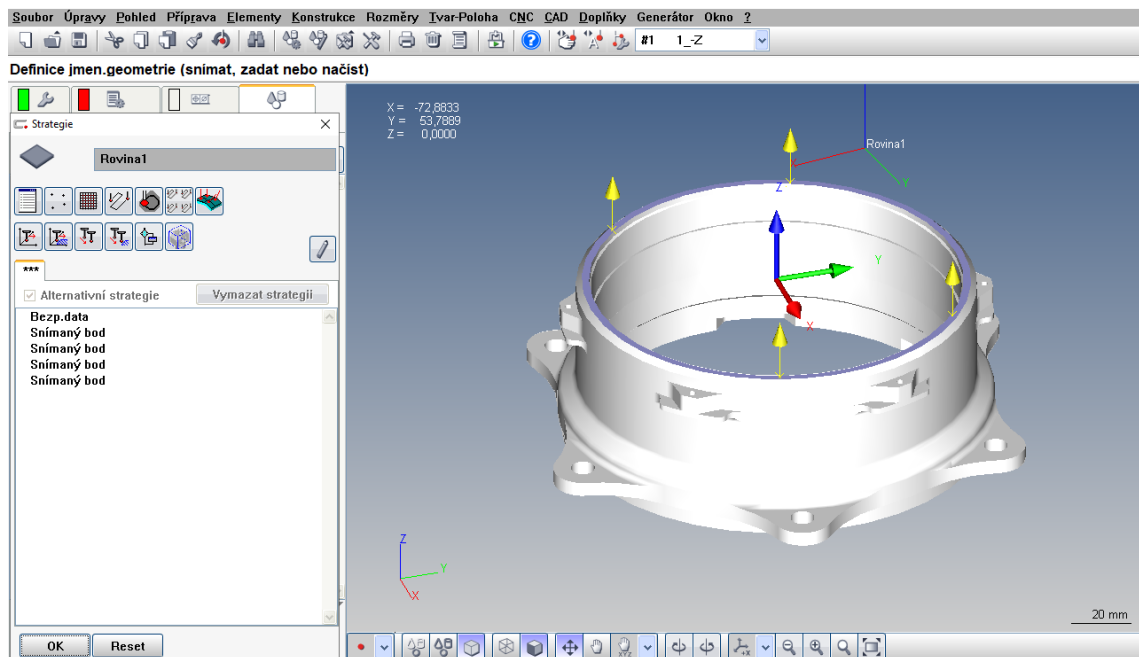 Soubor Úpravy Pohled Příprava Elementy Konstrukce Rozměry Tvar-Poloha CNC CAD Doplňky Generátor Okno ?
#1 1_-Z
Definice jmen.geometrie (snímat, zadat nebo načíst)
Strategie
Rovina1
***
Alternativní strategie
Vymazat strategii
Bezp.data
Snímaný bod
Snímaný bod
Snímaný bod
Snímaný bod
OK
Reset
X = -72,8833
Y = 53,7889
Z = 0,0000
Rovina1
Y
Z
Y
X
Z
Y
X
20 mm